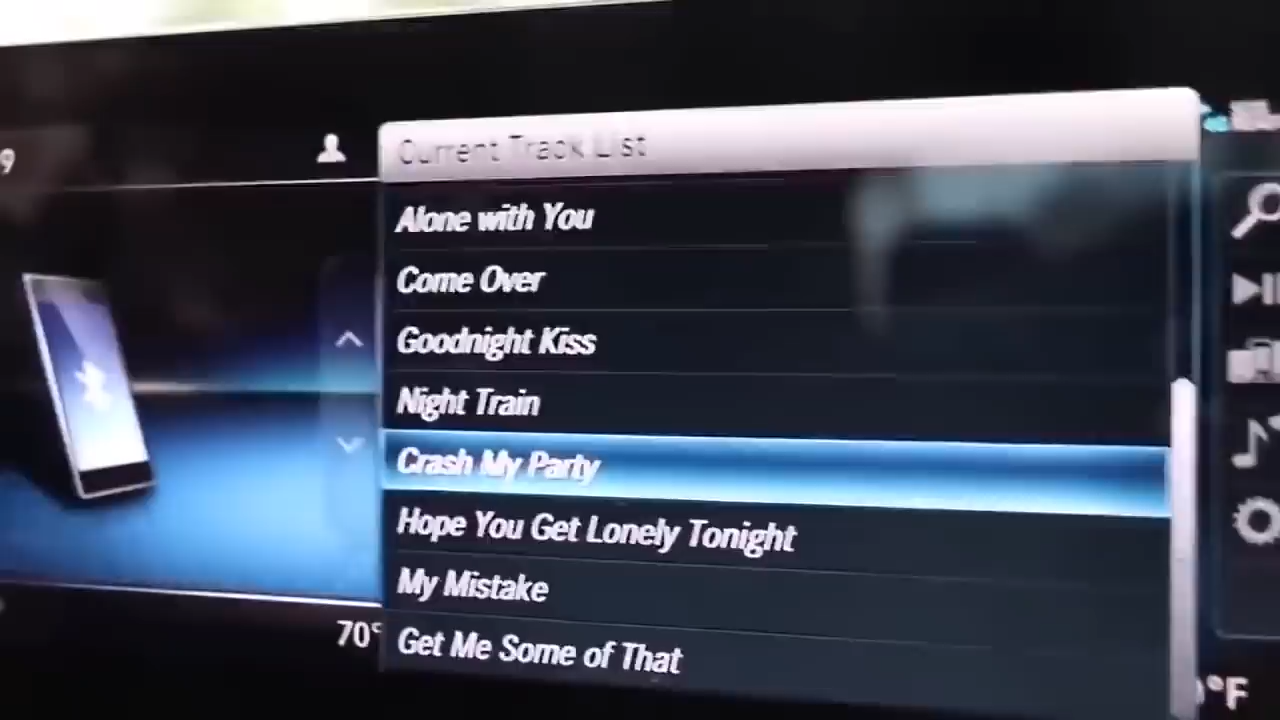 9
Current Track List
Alone with You
Come Over
Goodnight Kiss
Night Train
Crash My Party
Hope You Get Lonely Tonight
My Mistake
Get Me Some of That
70°
°F